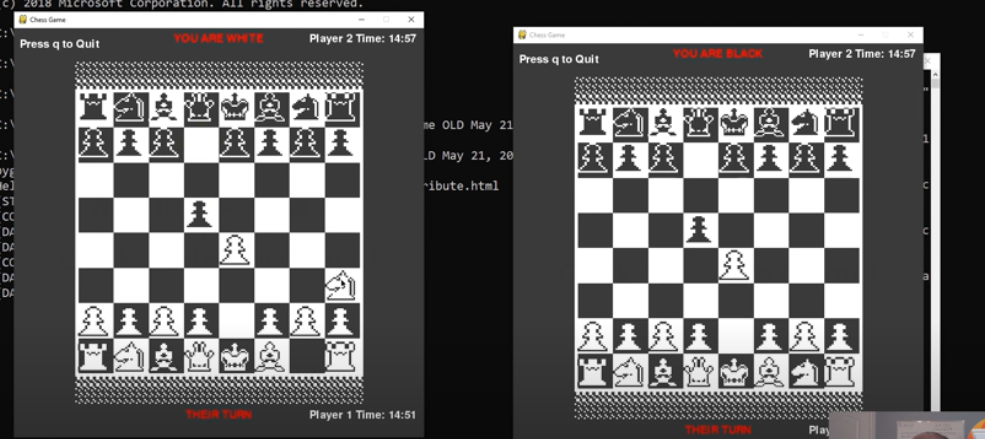 (c) 2018 Microsoft Corporation. All rights reserved.
Chess Game
Press q to Quit
YOU ARE WHITE
Player 2 Time: 14:57
THEIR TURN
Player 1 Time: 14:51
Chess Game
Press q to Quit
YOU ARE BLACK
Player 2 Time: 14:57
THEIR TURN
me OLD May 21
LD May 21, 20
ribute.html